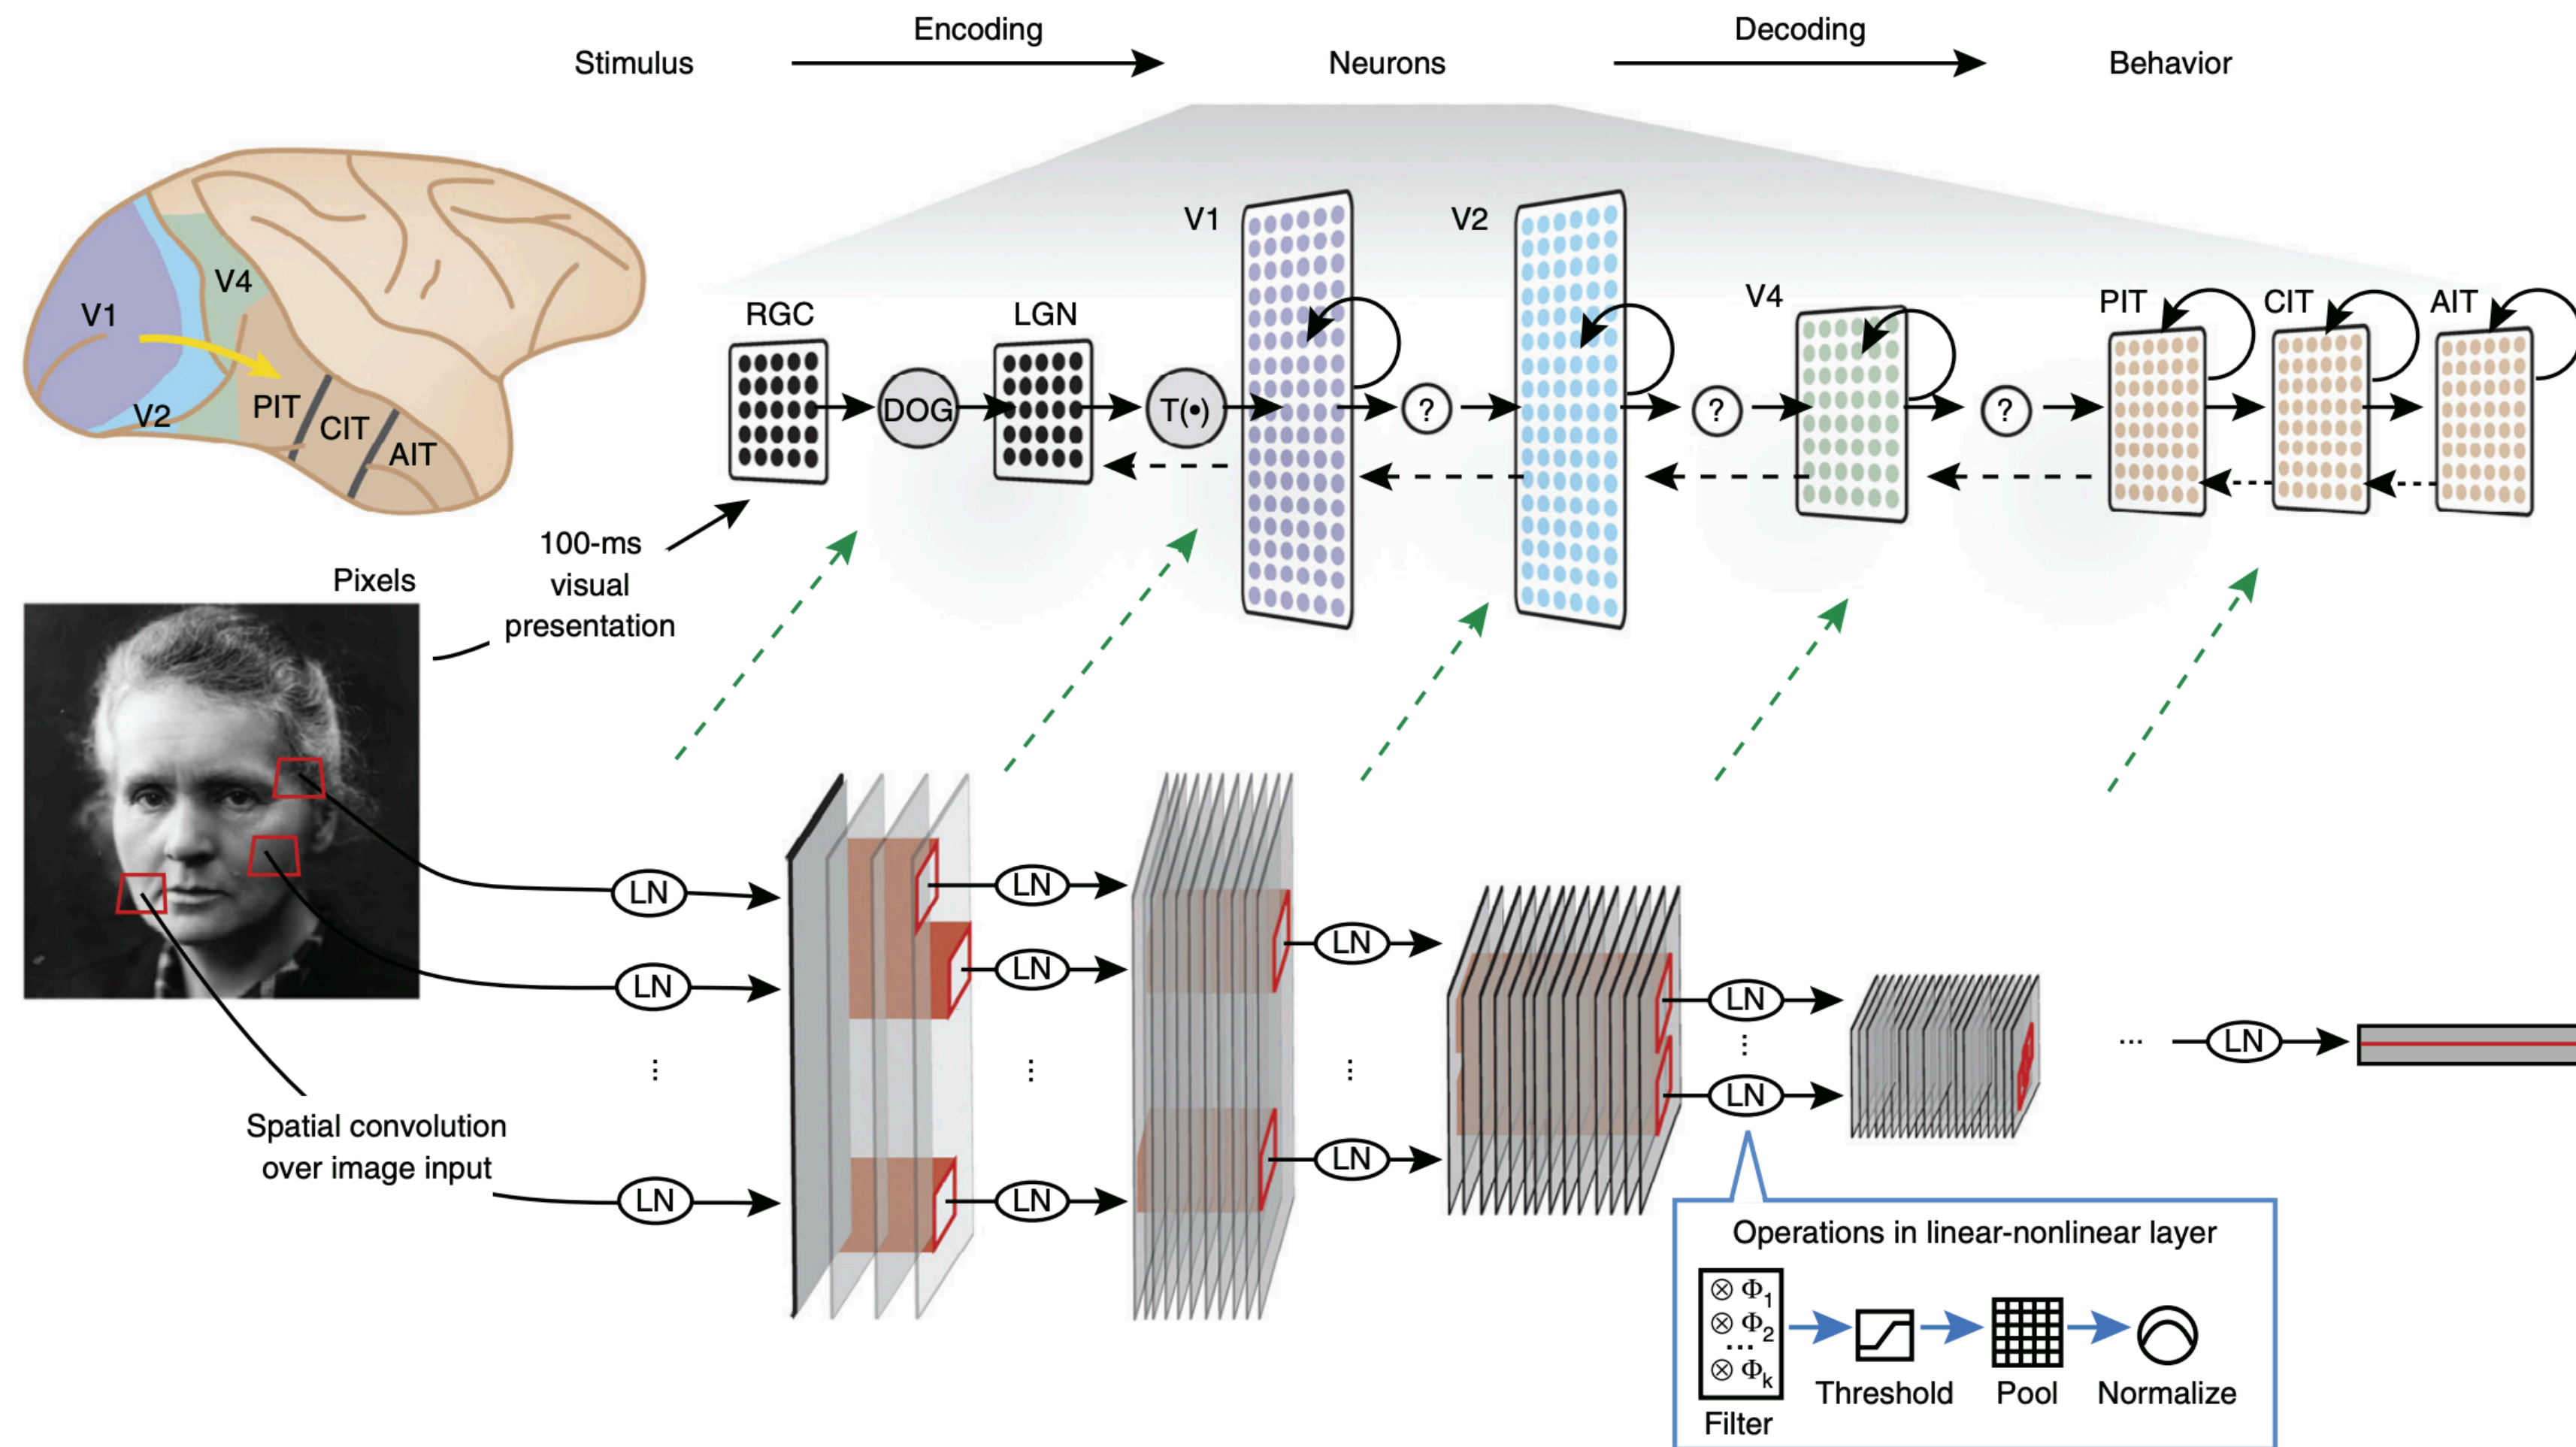 Encoding
Decoding
Stimulus
Neurons
Behavior
V1
V2
V4
PIT
CIT
AIT
RGC
LGN
V1
V2
V4
PIT
CIT
AIT
DOG
T(•)
?
?
?
100-ms
visual
presentation
Pixels
LN
LN
LN
...
LN
LN
LN
...
LN
LN
...
LN
LN
...
...
LN
Spatial convolution
over image input
Operations in linear-nonlinear layer
⊗ Φ1
⊗ Φ2
...
⊗ Φk
Filter
Threshold
Pool
Normalize